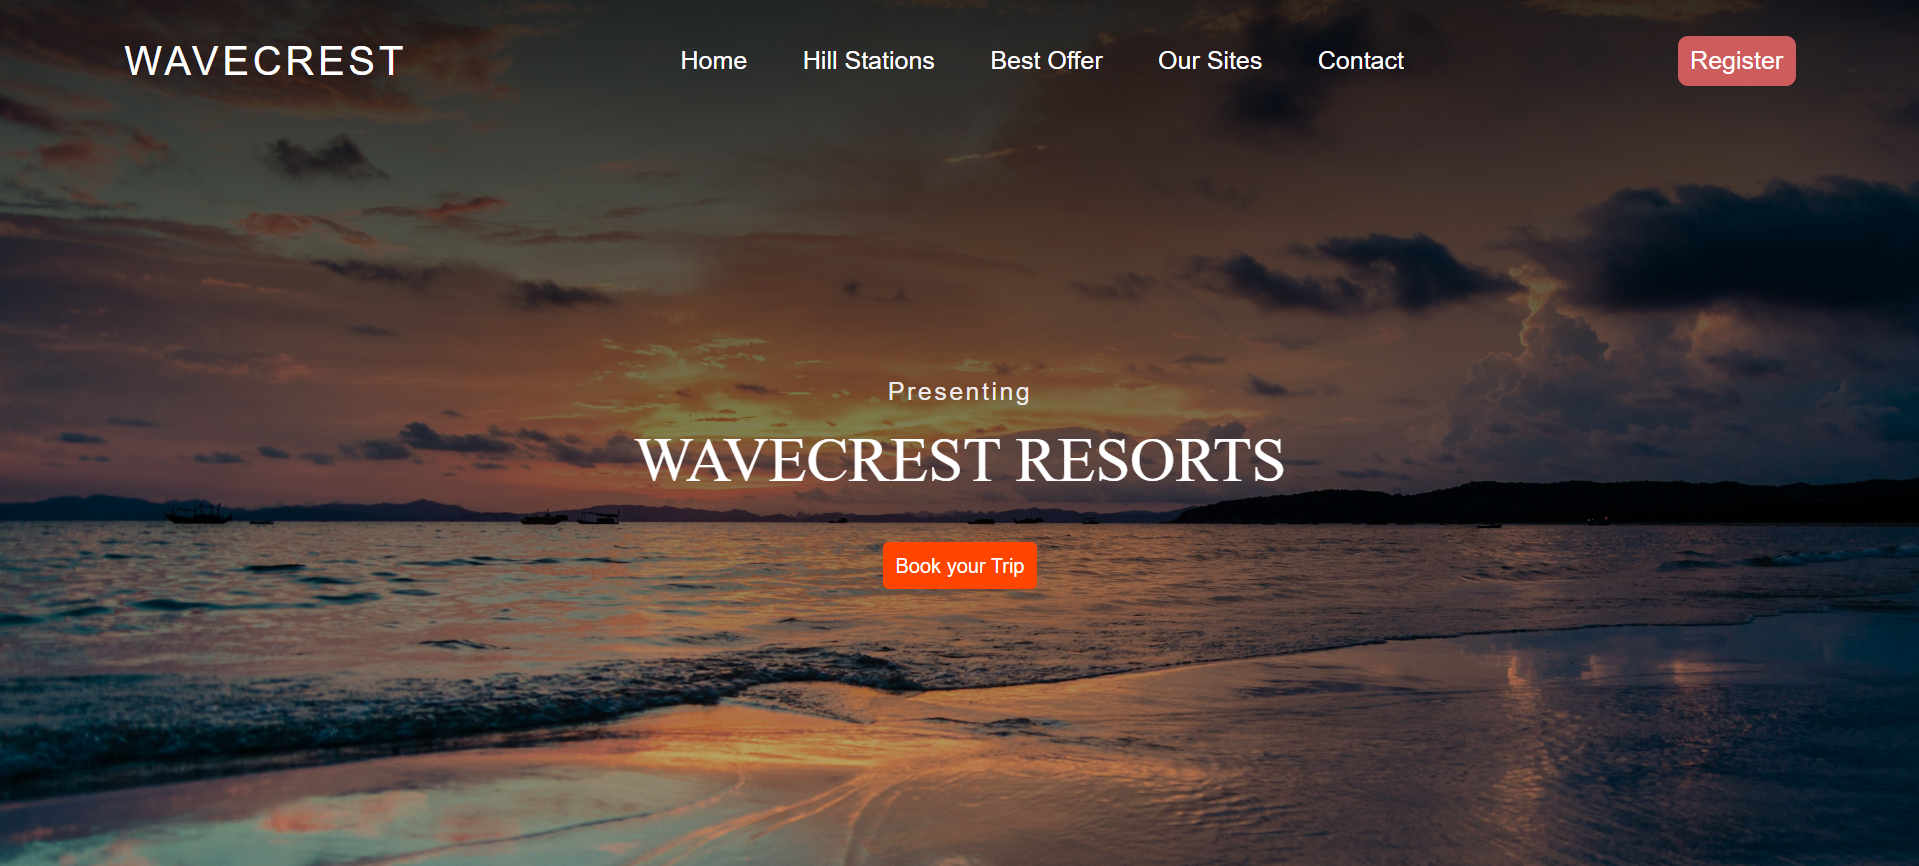 WAVECREST
Home
Hill Stations
Best Offer
Our Sites
Contact
Register
Presenting
WAVECREST RESORTS
Book your Trip